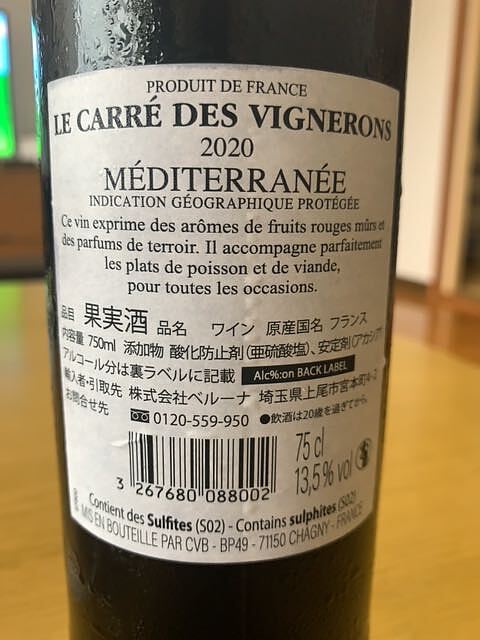 PRODUIT DE FRANCE
LE CARRÉ DES VIGNERONS
2020
MÉDITERRANÉE
INDICATION GÉOGRAPHIQUE PROTÉGÉE
Ce vin exprime des arômes de fruits rouges mûrs et
des parfums de terroir. Il accompagne parfaitement
les plats de poisson et de viande,
pour toutes les occasions.
品目 果実酒 品名 ワイン 原産国名 フランス
内容量 750ml 添加物 酸化防止剤(亜硫酸塩)、安定剤(アカシア)
アルコール分は裏ラベルに記載 Alc%:on BACK LABEL
輸入者・引取先 株式会社ベルーナ 埼玉県上尾市宮本町4-2
お問合せ先 0120-559-950 ●飲酒は20歳を過ぎてから。
75 cl
13,5% vol
3 267680 088002
Contient des Sulfites (SO2) - Contains sulphites (SO2)
MIS EN BOUTEILLE PAR CVB - BP49 - 71150 CHAGNY - FRANCE